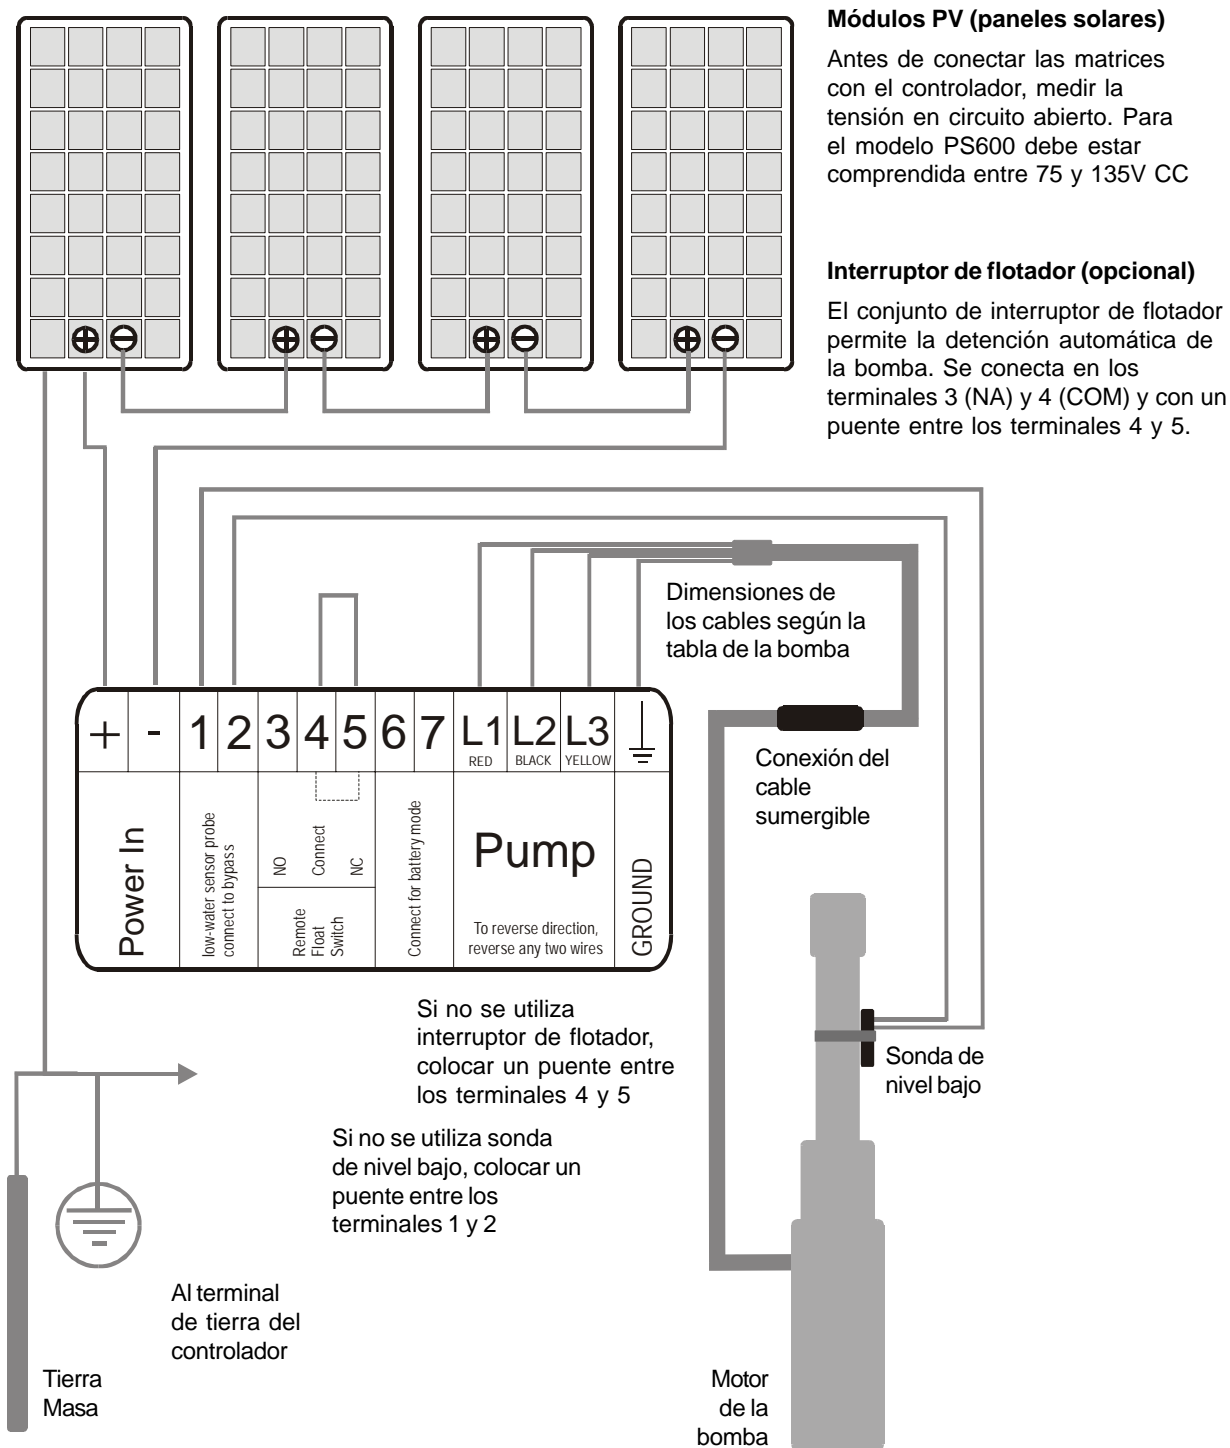 Módulos PV (paneles solares)
Antes de conectar las matrices
con el controlador, medir la
tensión en circuito abierto. Para
el modelo PS600 debe estar
comprendida entre 75 y 135V CC
Interruptor de flotador (opcional)
El conjunto de interruptor de flotador
permite la detención automática de
la bomba. Se conecta en los
terminales 3 (NA) y 4 (COM) y con un
puente entre los terminales 4 y 5.
Dimensiones de
los cables según la
tabla de la bomba
+ - 1 2 3 4 5 6 7 L1 L2 L3
RED BLACK YELLOW
Power In
low-water sensor probe
connect to bypass
NO
Connect
NC
Remote
Float
Switch
Connect for battery mode
Pump
To reverse direction,
reverse any two wires
GROUND
Conexión del
cable
sumergible
Si no se utiliza
interruptor de flotador,
colocar un puente entre
los terminales 4 y 5
Sonda de
nivel bajo
Si no se utiliza sonda
de nivel bajo, colocar un
puente entre los
terminales 1 y 2
Al terminal
de tierra del
controlador
Tierra
Masa
Motor
de la
bomba